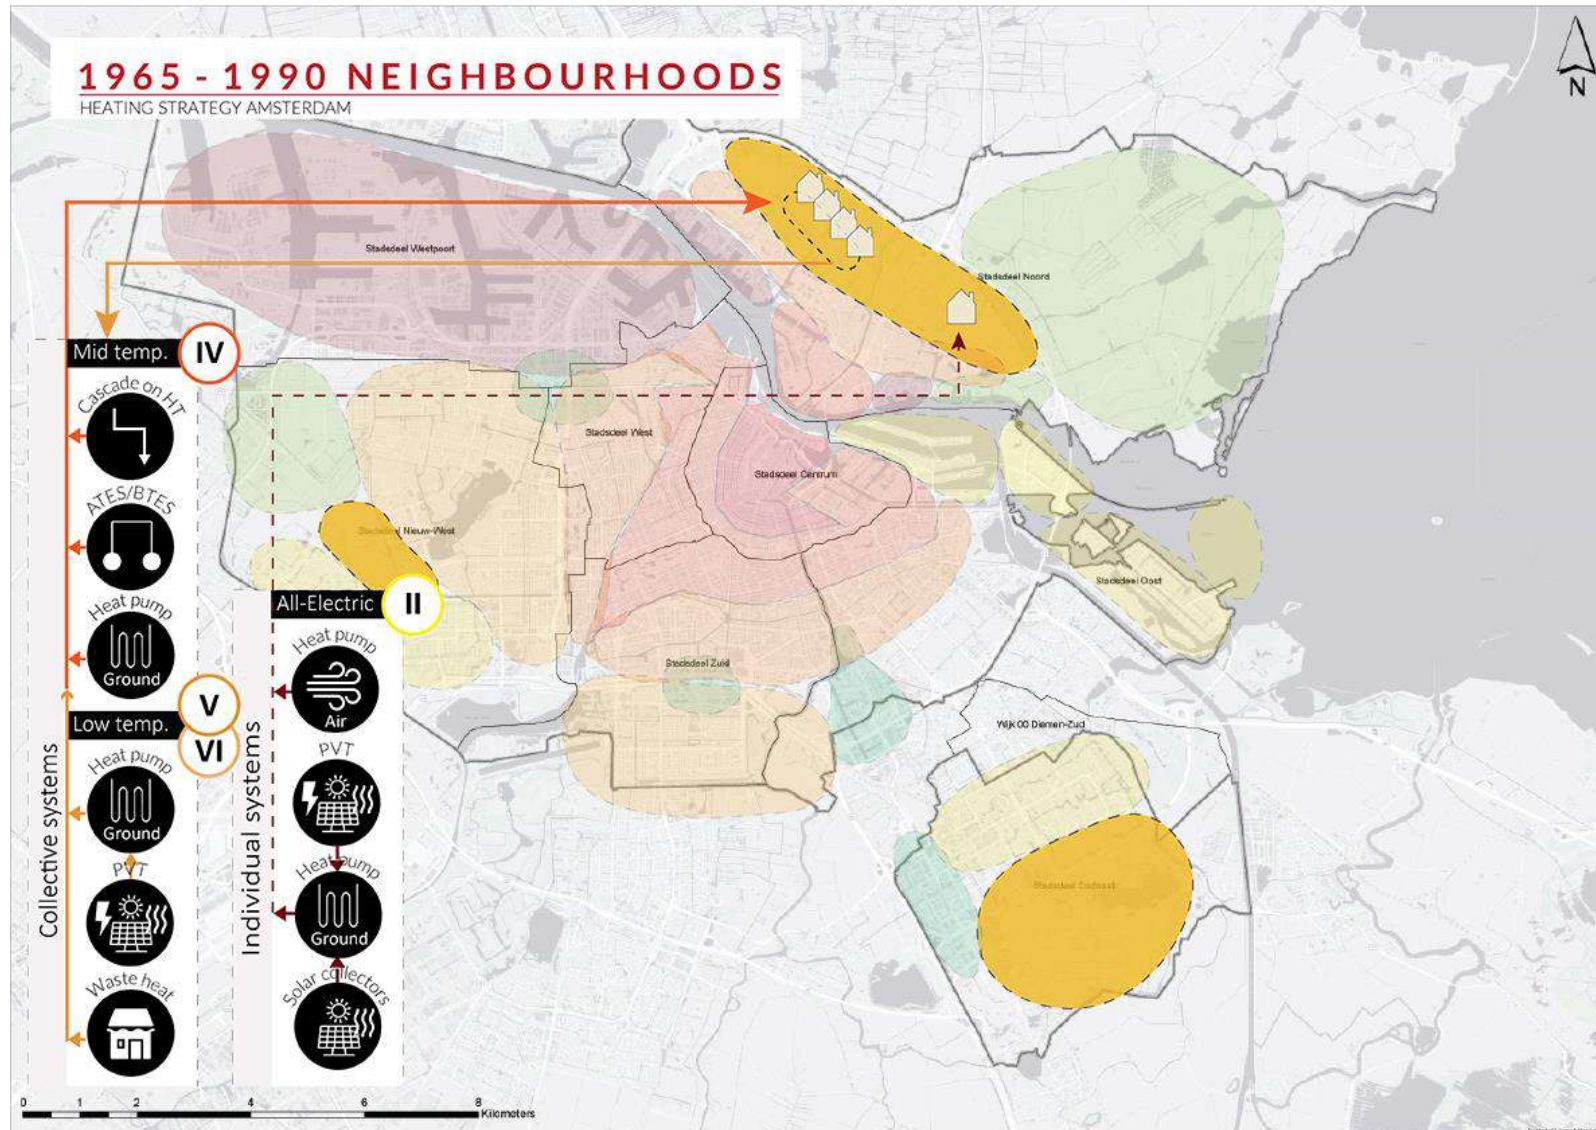 1965 - 1990 NEIGHBOURHOODS
HEATING STRATEGY AMSTERDAM
N
Stadsdeel Westpoort
Stadsdeel Noord
Mid temp.
IV
Cascade on HT
ATES/BTES
Heat pump
Ground
Low temp.
V
VI
Heat pump
Ground
PVT
Waste heat
Collective systems
Stadsdeel West
Stadsdeel Centrum
Stadsdeel Nieuw-West
Stadsdeel Oost
Stadsdeel Zuid
Wijk 00 Diemen-Zuid
Stadsdeel Zuidoost
All-Electric
II
Heat pump
Air
PVT
Heat pump
Ground
Solar collectors
Individual systems
0 1 2 4 6 8
Kilometers